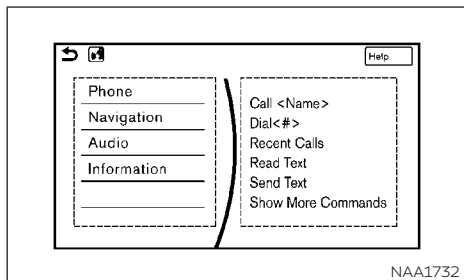 Help
Phone
Navigation
Audio
Information
Call <Name>
Dial<#>
Recent Calls
Read Text
Send Text
Show More Commands
NAA1732